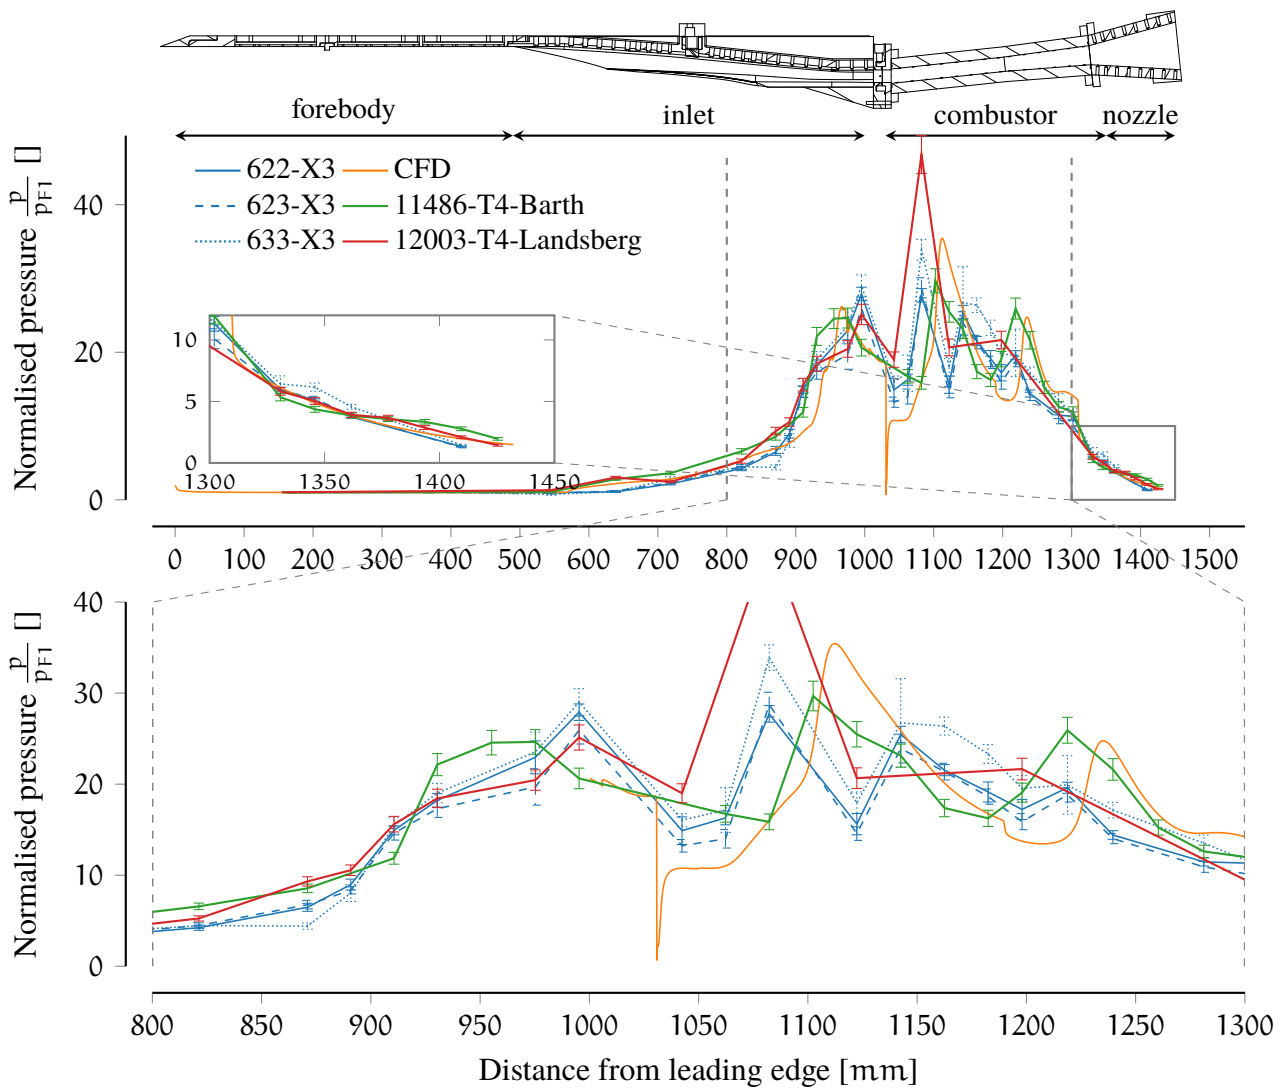 forebody inlet combustor nozzle
622-X3 CFD
623-X3 11486-T4-Barth
633-X3 12003-T4-Landsberg
Normalised pressure p/pF1 []
40
20
0
10
5
0
1300 1350 1400 1450
0 100 200 300 400 500 600 700 800 900 1000 1100 1200 1300 1400 1500
Normalised pressure p/pF1 []
40
30
20
10
0
800 850 900 950 1000 1050 1100 1150 1200 1250 1300
Distance from leading edge [mm]